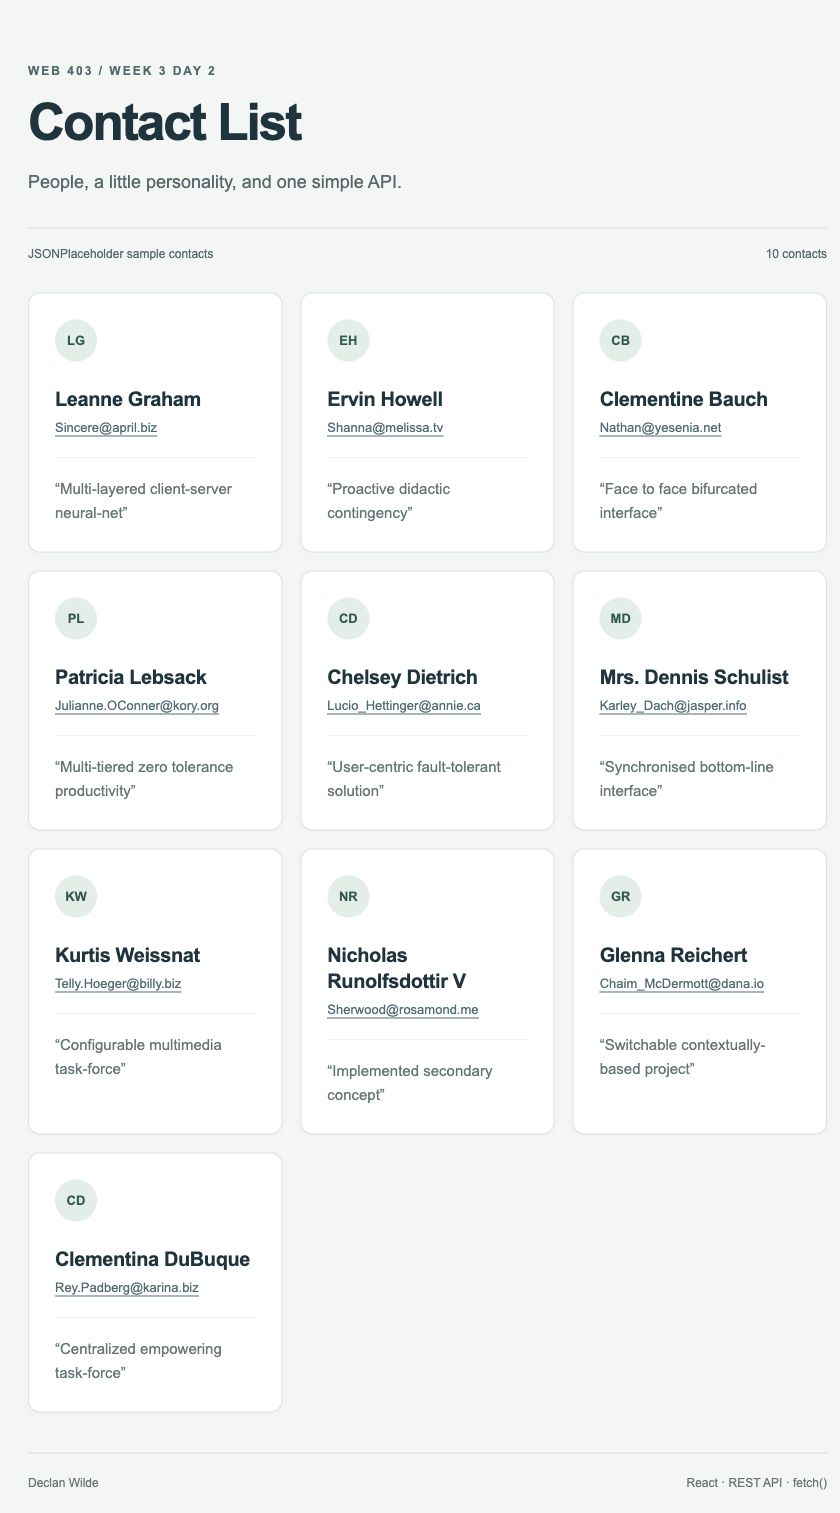 WEB 403 / WEEK 3 DAY 2
Contact List
People, a little personality, and one simple API.
JSONPlaceholder sample contacts
10 contacts
LG
Leanne Graham
Sincere@april.biz
“Multi-layered client-server
neural-net”
EH
Ervin Howell
Shanna@melissa.tv
“Proactive didactic
contingency”
CB
Clementine Bauch
Nathan@yesenia.net
“Face to face bifurcated
interface”
PL
Patricia Lebsack
Julianne.OConner@kory.org
“Multi-tiered zero tolerance
productivity”
CD
Chelsey Dietrich
Lucio_Hettinger@annie.ca
“User-centric fault-tolerant
solution”
MD
Mrs. Dennis Schulist
Karley_Dach@jasper.info
“Synchronised bottom-line
interface”
KW
Kurtis Weissnat
Telly.Hoeger@billy.biz
“Configurable multimedia
task-force”
NR
Nicholas
Runolfsdottir V
Sherwood@rosamond.me
“Implemented secondary
concept”
GR
Glenna Reichert
Chaim_McDermott@dana.io
“Switchable contextually-
based project”
CD
Clementina DuBuque
Rey.Padberg@karina.biz
“Centralized empowering
task-force”
Declan Wilde
React · REST API · fetch()